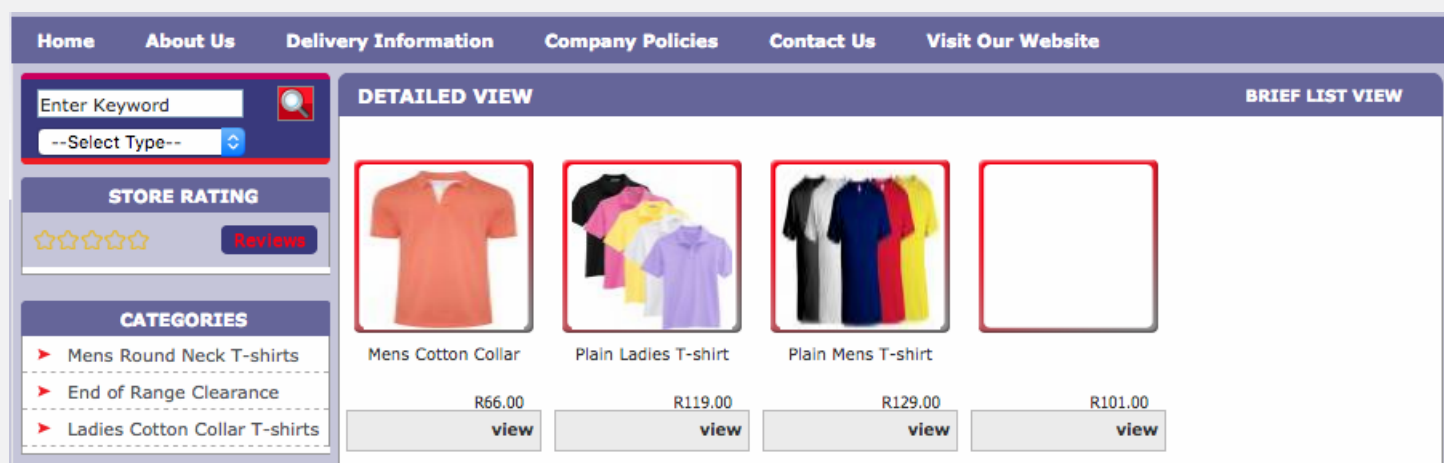 Home About Us Delivery Information Company Policies Contact Us Visit Our Website
Enter Keyword
--Select Type--
STORE RATING
Reviews
CATEGORIES
Mens Round Neck T-shirts
End of Range Clearance
Ladies Cotton Collar T-shirts
DETAILED VIEW BRIEF LIST VIEW
Mens Cotton Collar Plain Ladies T-shirt Plain Mens T-shirt
R66.00 R119.00 R129.00 R101.00
view view view view